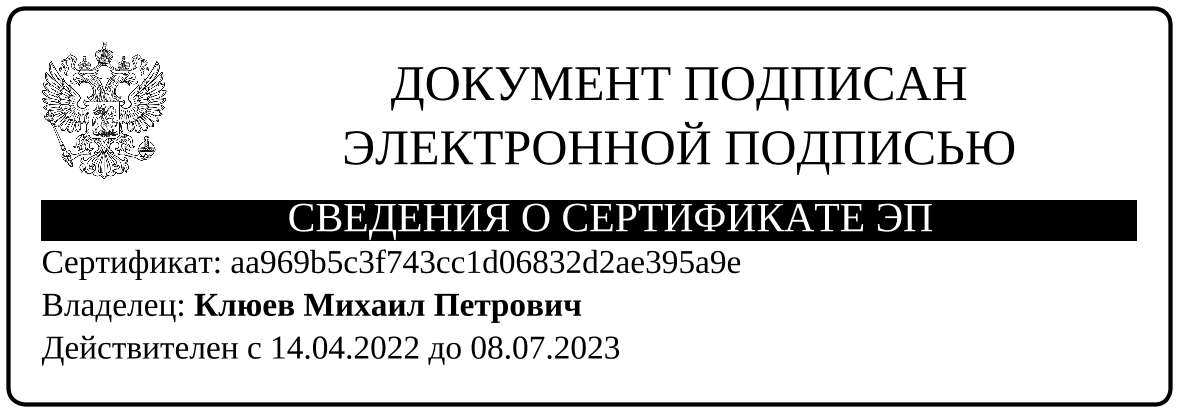 ДОКУМЕНТ ПОДПИСАН
ЭЛЕКТРОННОЙ ПОДПИСЬЮ
СВЕДЕНИЯ О СЕРТИФИКАТЕ ЭП
Сертификат: aa969b5c3f743cc1d06832d2ae395a9e
Владелец: Клюев Михаил Петрович
Действителен с 14.04.2022 до 08.07.2023